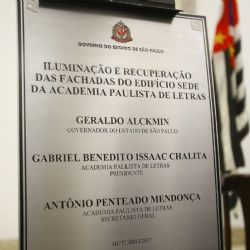 GOVERNO DO ESTADO DE SÃO PAULO
ILUMINAÇÃO E RECUPERAÇÃO
DAS FACHADAS DO EDIFÍCIO SEDE
DA ACADEMIA PAULISTA DE LETRAS
GERALDO ALCKMIN
GOVERNADOR DO ESTADO DE SÃO PAULO
GABRIEL BENEDITO ISSAAC CHALITA
ACADEMIA PAULISTA DE LETRAS
PRESIDENTE
ANTÔNIO PENTEADO MENDONÇA
ACADEMIA PAULISTA DE LETRAS
SECRETÁRIO GERAL
OUTUBRO 2017